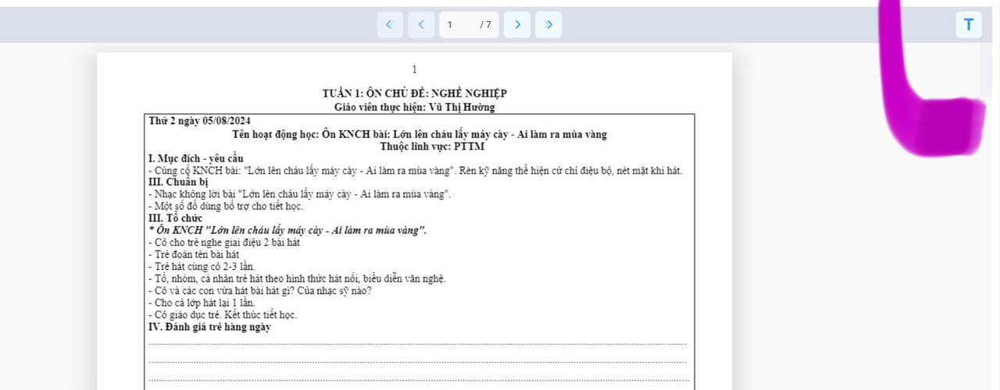 1 / 7
T
1
TUẦN 1: ÔN CHỦ ĐỀ: NGHỀ NGHIỆP
Giáo viên thực hiện: Vũ Thị Hường
Thứ 2 ngày 05/08/2024
Tên hoạt động học: Ôn KNCH bài: Lớn lên cháu lấy máy cày - Ai làm ra mùa vàng
Thuộc lĩnh vực: PTTM
I. Mục đích - yêu cầu
- Củng cố KNCH bài: "Lớn lên cháu lấy máy cày - Ai làm ra mùa vàng". Rèn kỹ năng thể hiện cử chỉ điệu bộ, nét mặt khi hát.
III. Chuẩn bị
- Nhạc không lời bài "Lớn lên cháu lấy máy cày - Ai làm ra mùa vàng".
- Một số đồ dùng bổ trợ cho tiết học.
III. Tổ chức
* Ôn KNCH "Lớn lên cháu lấy máy cày - Ai làm ra mùa vàng".
- Cô cho trẻ nghe giai điệu 2 bài hát
- Trẻ đoán tên bài hát
- Trẻ hát cùng cô 2-3 lần.
- Tổ, nhóm, cá nhân trẻ hát theo hình thức hát nối, biểu diễn văn nghệ.
- Cô và các con vừa hát bài hát gì? Của nhạc sỹ nào?
- Cho cả lớp hát lại 1 lần.
- Cô giáo dục trẻ. Kết thúc tiết học.
IV. Đánh giá trẻ hàng ngày